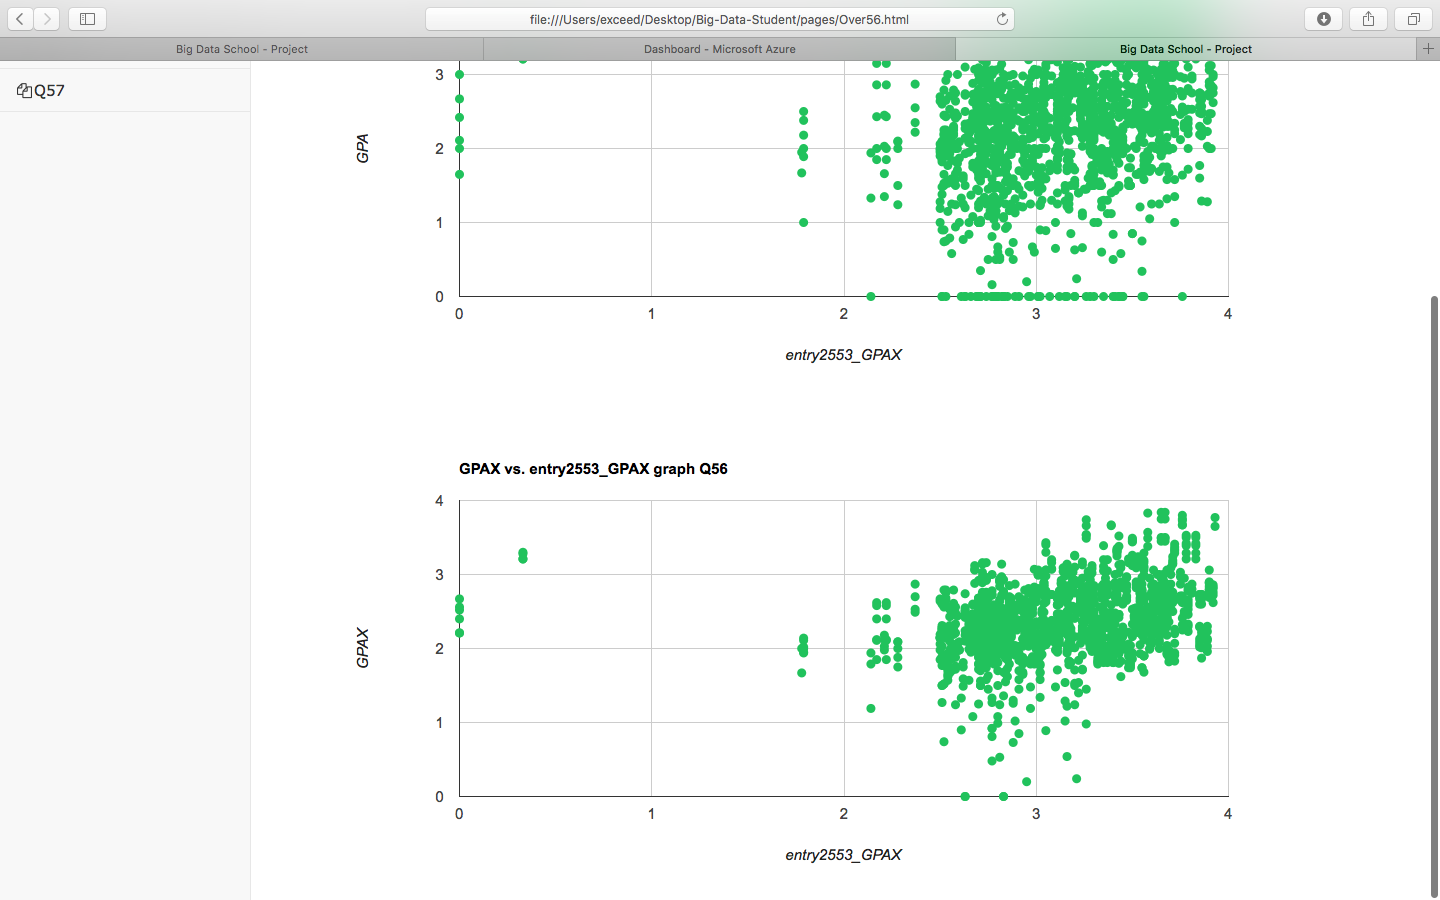 file:///Users/exceed/Desktop/Big-Data-Student/pages/Over56.html
Big Data School - Project
Dashboard - Microsoft Azure
Big Data School - Project
Q57
3
2
1
0
GPA
0 1 2 3 4
entry2553_GPAX
GPAX vs. entry2553_GPAX graph Q56
4
3
2
1
0
GPAX
0 1 2 3 4
entry2553_GPAX